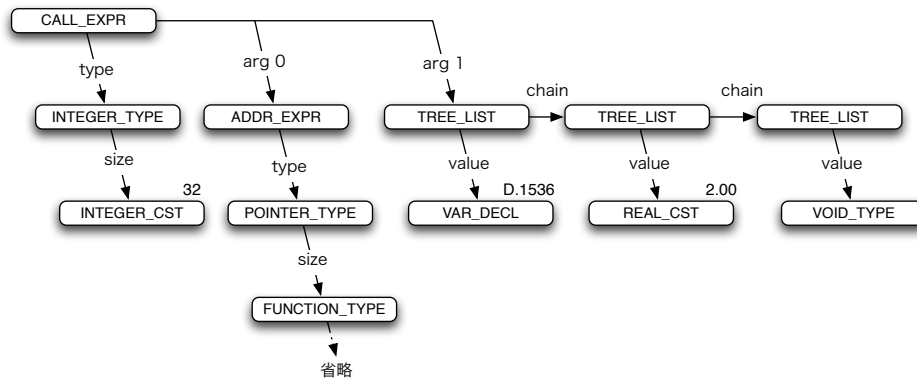 CALL_EXPR
type
arg 0
arg 1
chain
chain
INTEGER_TYPE
ADDR_EXPR
TREE_LIST
TREE_LIST
TREE_LIST
size
type
value
value
value
32
D.1536
2.00
INTEGER_CST
POINTER_TYPE
VAR_DECL
REAL_CST
VOID_TYPE
size
FUNCTION_TYPE
省略